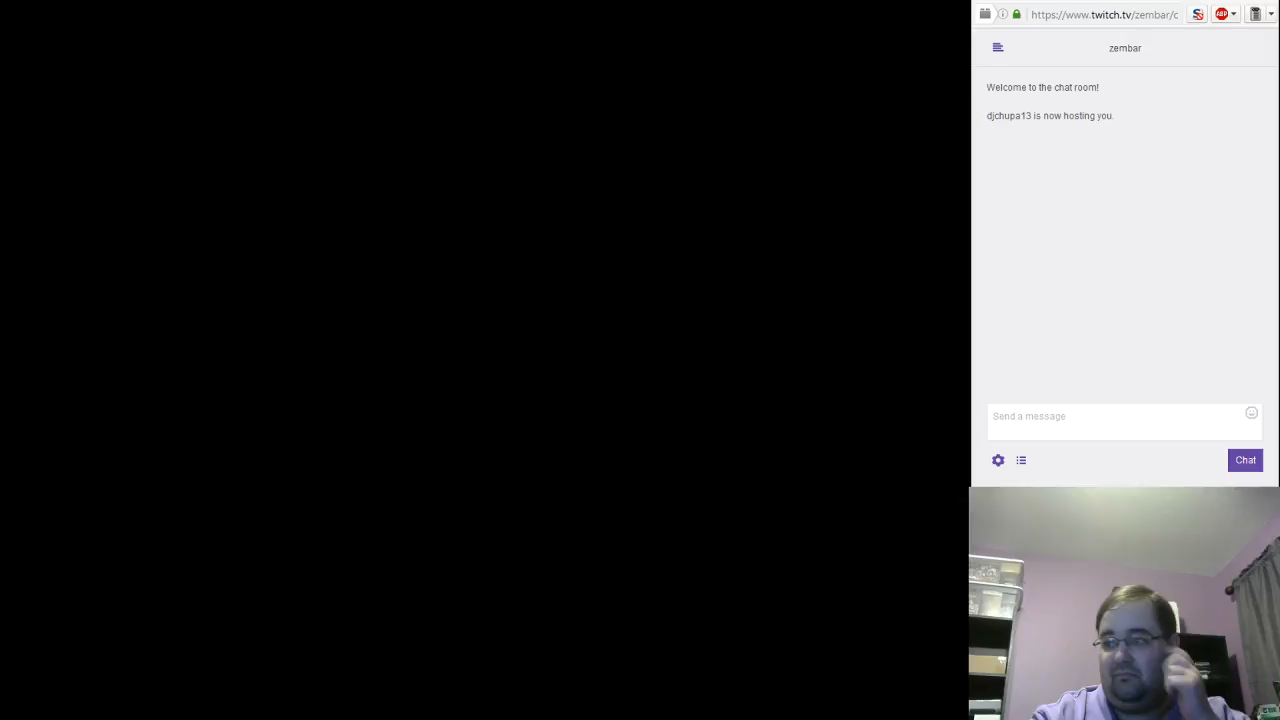 https://www.twitch.tv/zembar/c
ABP
zembar
Welcome to the chat room!
djchupa13 is now hosting you.
Send a message
Chat